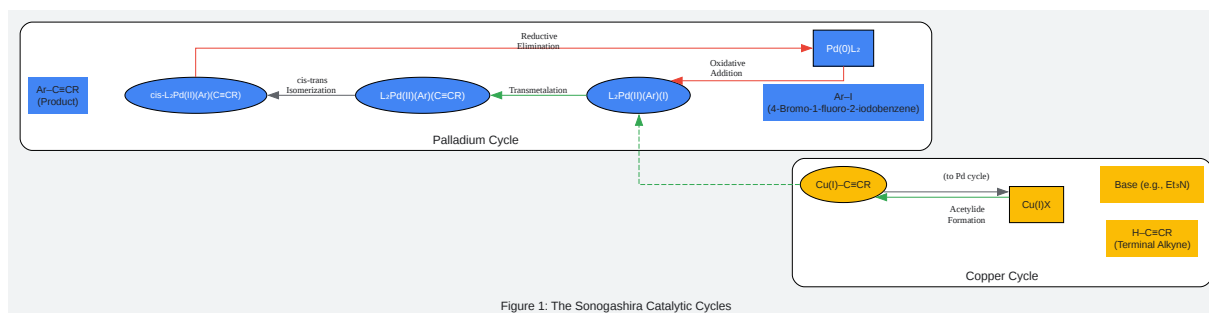 Reductive
Elimination
Pd(0)L₂
Oxidative
Addition
Ar–C≡CR
(Product)
cis-L₂Pd(II)(Ar)(C≡CR)
cis-trans
Isomerization
L₂Pd(II)(Ar)(C≡CR)
Transmetalation
L₂Pd(II)(Ar)(I)
Ar–I
(4-Bromo-1-fluoro-2-iodobenzene)
Palladium Cycle
Cu(I)–C≡CR
(to Pd cycle)
Acetylide
Formation
Cu(I)X
Base (e.g., Et₃N)
H–C≡CR
(Terminal Alkyne)
Copper Cycle
Figure 1: The Sonogashira Catalytic Cycles